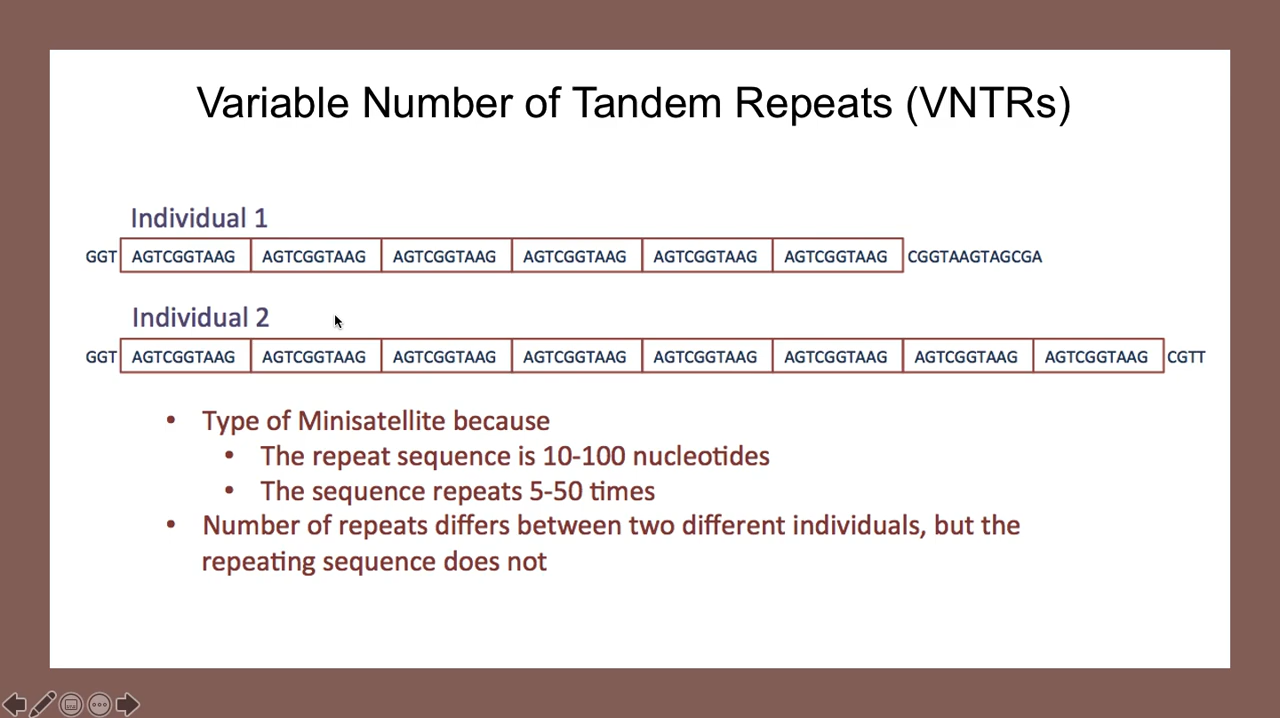 Variable Number of Tandem Repeats (VNTRs)
Individual 1
GGT AGTCGGTAAG AGTCGGTAAG AGTCGGTAAG AGTCGGTAAG AGTCGGTAAG AGTCGGTAAG CGGTAAGTAGCGA
Individual 2
GGT AGTCGGTAAG AGTCGGTAAG AGTCGGTAAG AGTCGGTAAG AGTCGGTAAG AGTCGGTAAG AGTCGGTAAG AGTCGGTAAG CGTT
• Type of Minisatellite because
• The repeat sequence is 10-100 nucleotides
• The sequence repeats 5-50 times
• Number of repeats differs between two different individuals, but the
repeating sequence does not